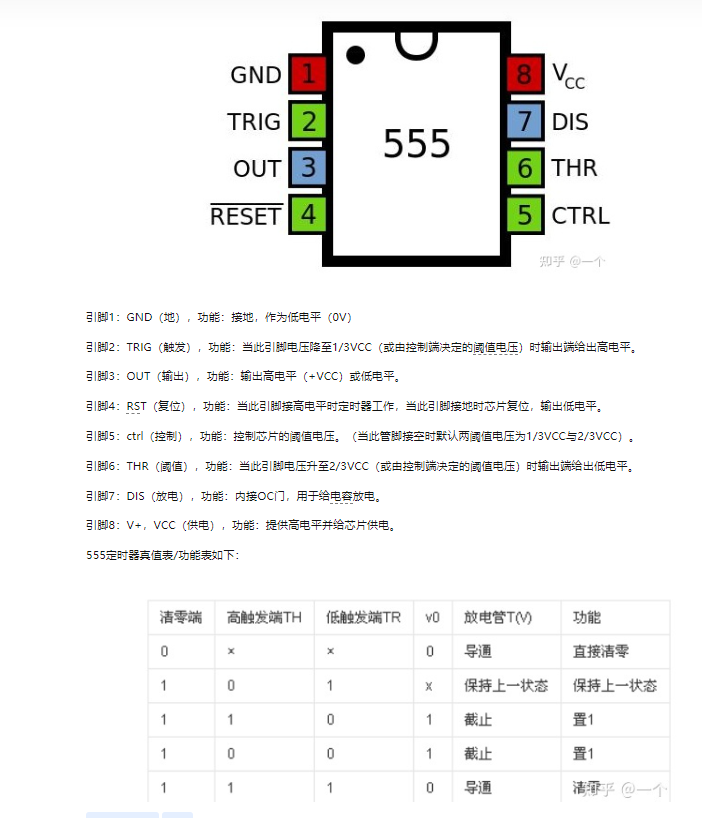 GND 1 8 VCC
TRIG 2 7 DIS
555
OUT 3 6 THR
RESET 4 5 CTRL
知乎 @一个
引脚1：GND（地），功能：接地，作为低电平（0V）
引脚2：TRIG（触发），功能：当此引脚电压降至1/3VCC（或由控制端决定的阈值电压）时输出端给出高电平。
引脚3：OUT（输出），功能：输出高电平（+VCC）或低电平。
引脚4：RST（复位），功能：当此引脚接高电平时定时器工作，当此引脚接地时芯片复位，输出低电平。
引脚5：ctrl（控制），功能：控制芯片的阈值电压。（当此管脚接空时默认两阈值电压为1/3VCC与2/3VCC）。
引脚6：THR（阈值），功能：当此引脚电压升至2/3VCC（或由控制端决定的阈值电压）时输出端给出低电平。
引脚7：DIS（放电），功能：内接OC门，用于给电容放电。
引脚8：V+，VCC（供电），功能：提供高电平并给芯片供电。
555定时器真值表/功能表如下：
清零端 高触发端TH 低触发端TR v0 放电管T(V) 功能
0 × × 0 导通 直接清零
1 0 1 x 保持上一状态 保持上一状态
1 1 0 1 截止 置1
1 0 0 1 截止 置1
1 1 1 0 导通 清零
知乎 @一个